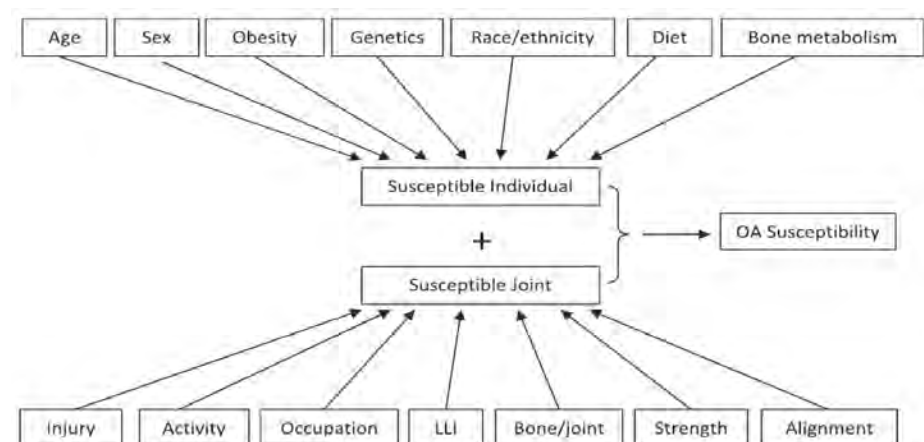 Age Sex Obesity Genetics Race/ethnicity Diet Bone metabolism
Susceptible Individual
+
OA Susceptibility
Susceptible Joint
Injury Activity Occupation LLI Bone/joint Strength Alignment